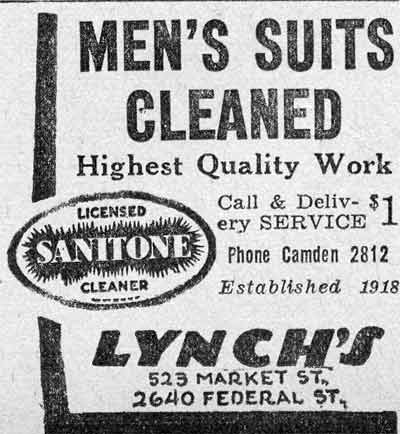 MEN'S SUITS
CLEANED
Highest Quality Work
Call & Deliv- $1
ery SERVICE
LICENSED
SANITONE
CLEANER
Phone Camden 2812
Established 1918
LYNCH'S
523 MARKET ST.,
2640 FEDERAL ST.,